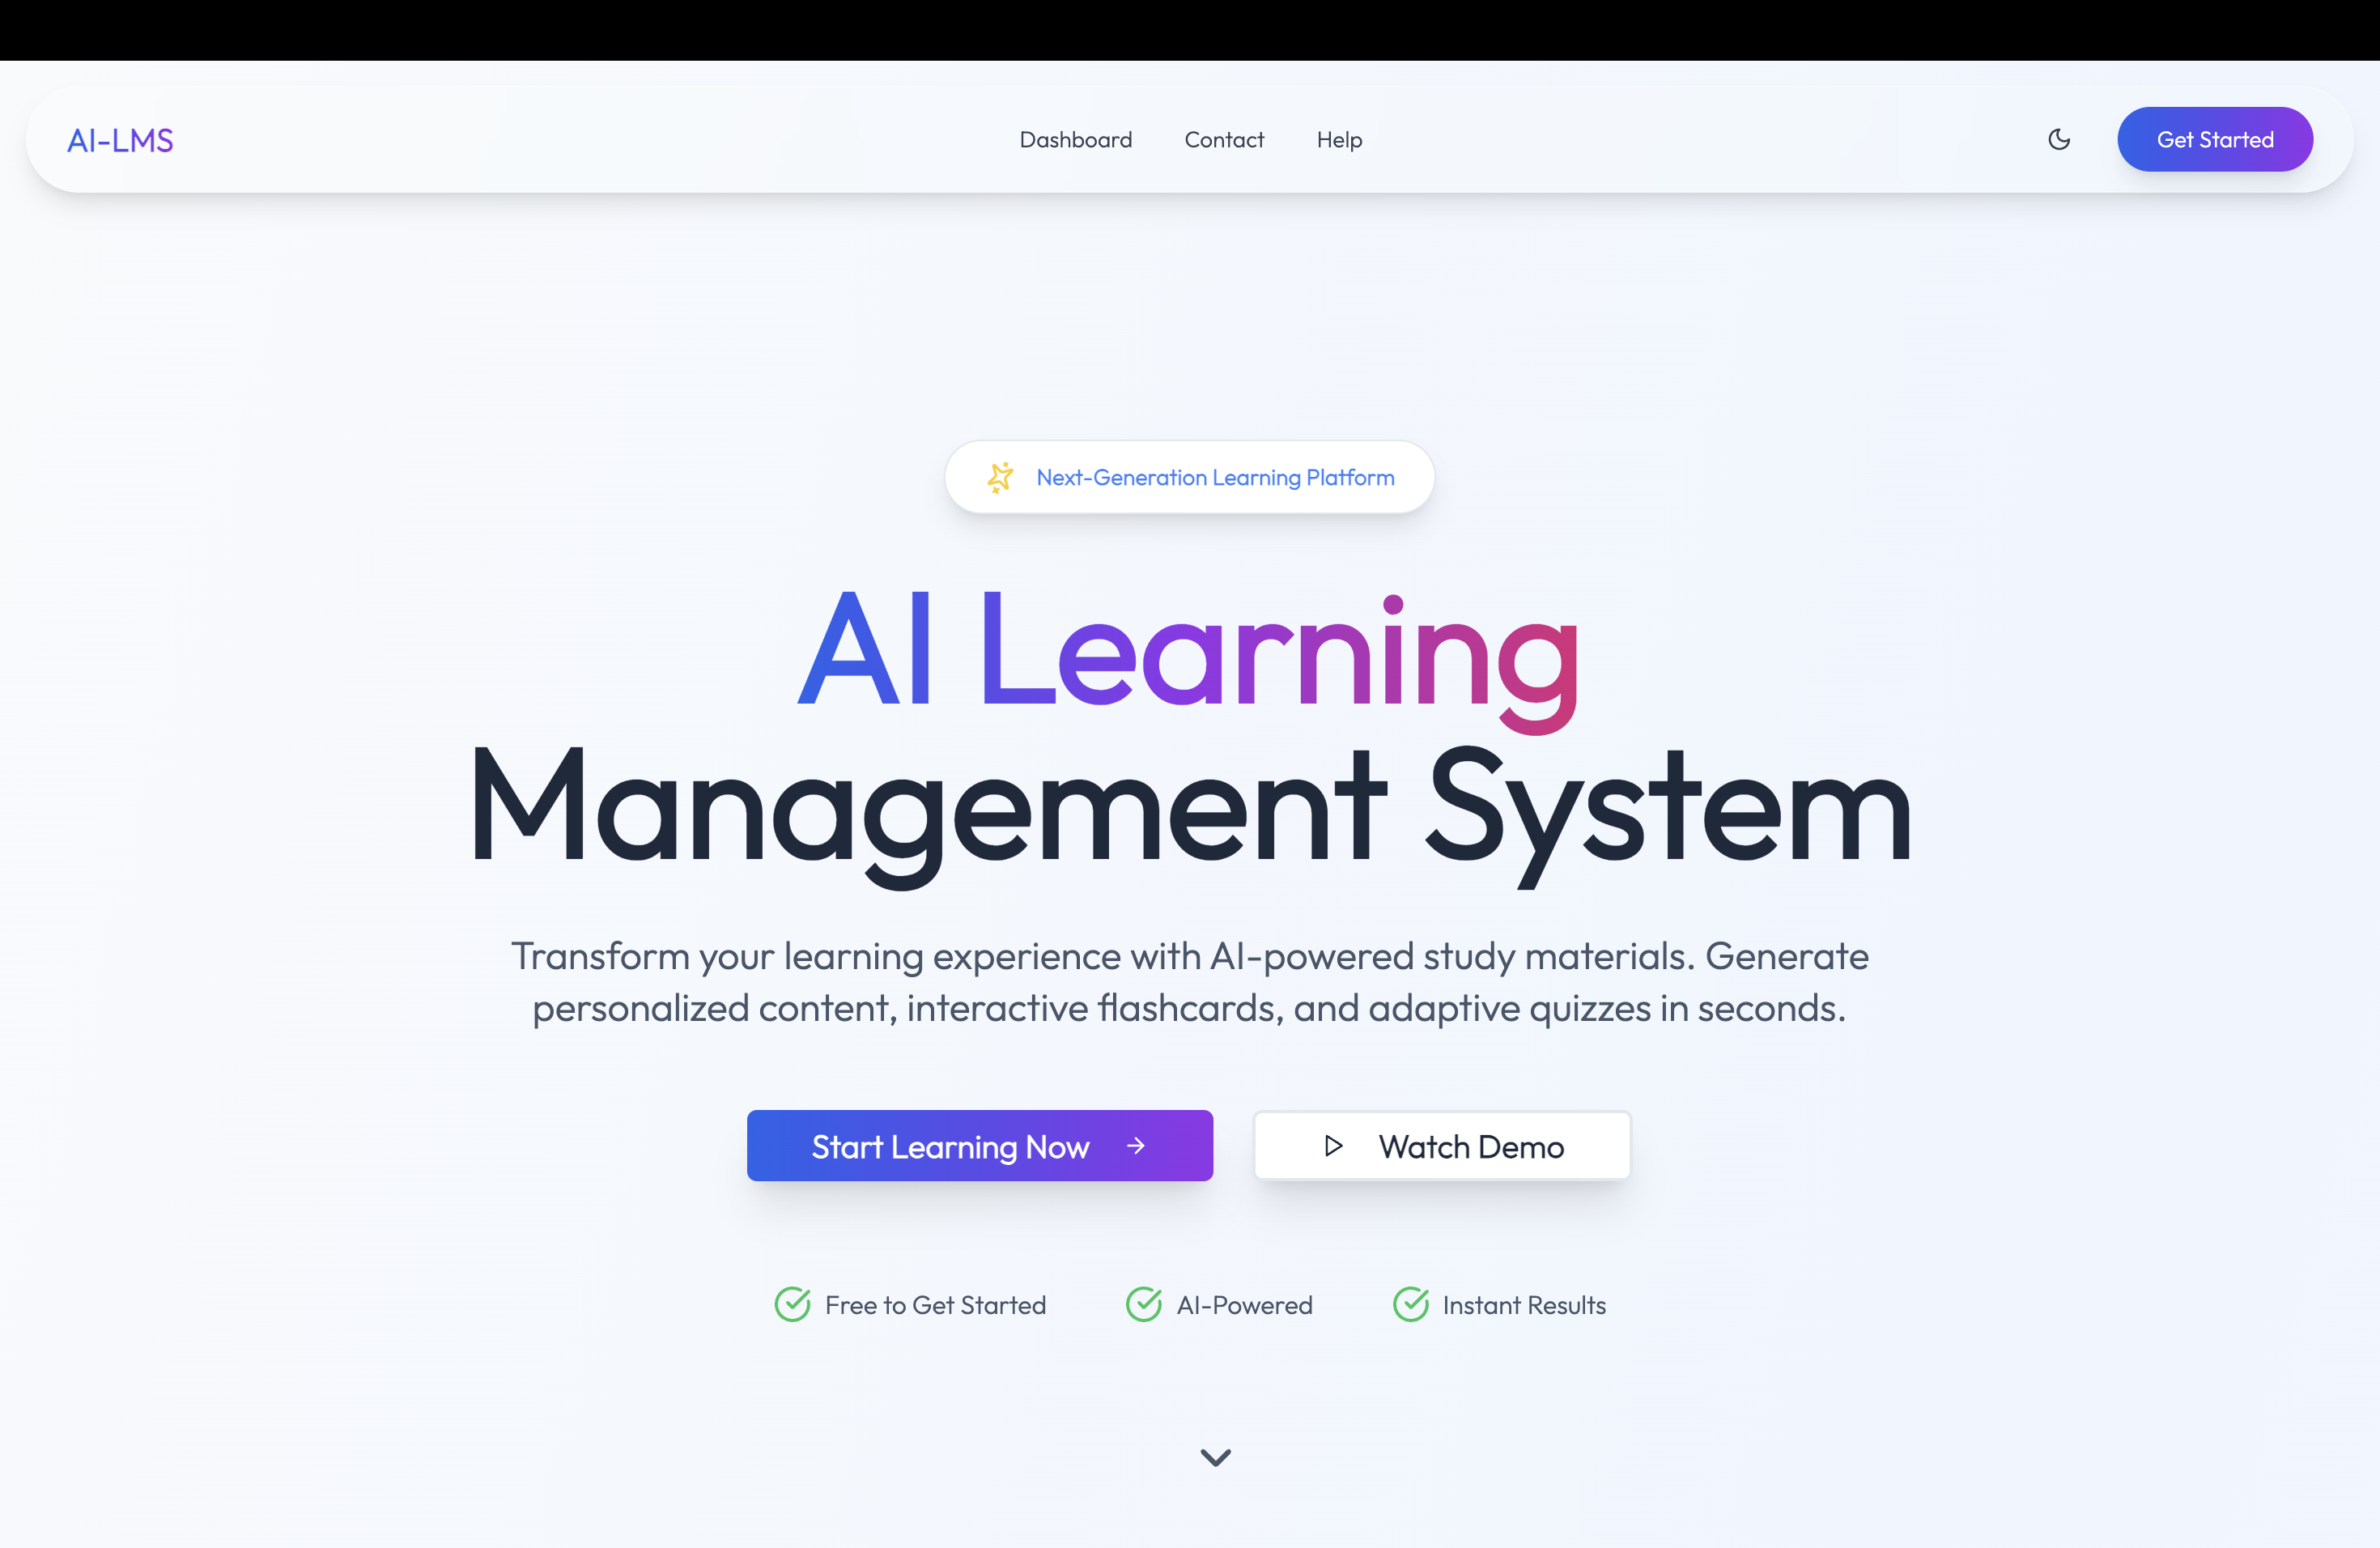 AI-LMS
Dashboard
Contact
Help
Get Started
Next-Generation Learning Platform
AI Learning
Management System
Transform your learning experience with AI-powered study materials. Generate
personalized content, interactive flashcards, and adaptive quizzes in seconds.
Start Learning Now
Watch Demo
Free to Get Started
AI-Powered
Instant Results